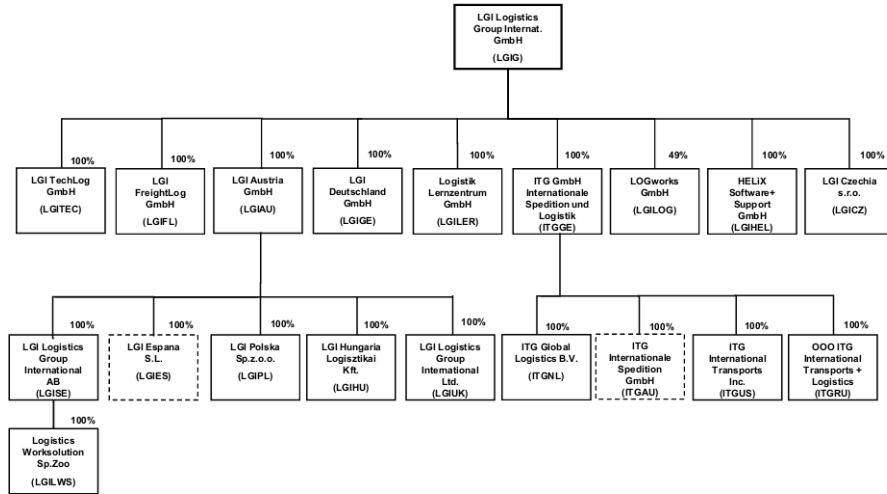 LGI Logistics
Group Internat.
GmbH
(LGIG)
100%
LGI TechLog
GmbH
(LGITEC)
100%
LGI
FreightLog
GmbH
(LGIFL)
100%
LGI Austria
GmbH
(LGIAU)
100%
LGI
Deutschland
GmbH
(LGIGE)
100%
Logistik
Lernzentrum
GmbH
(LGILER)
100%
ITG GmbH
Internationale
Spedition und
Logistik
(ITGGE)
49%
LOGworks
GmbH
(LGILOG)
100%
HELiX
Software+
Support
GmbH
(LGIHEL)
100%
LGI Czechia
s.r.o.
(LGICZ)
100%
LGI Logistics
Group
International
AB
(LGISE)
100%
LGI Espana
S.L.
(LGIES)
100%
LGI Polska
Sp.z.o.o.
(LGIPL)
100%
LGI Hungaria
Logisztikai
Kft.
(LGIHU)
100%
LGI Logistics
Group
International
Ltd.
(LGIUK)
100%
ITG Global
Logistics B.V.
(ITGNL)
100%
ITG
Internationale
Spedition
GmbH
(ITGAU)
100%
ITG
International
Transports
Inc.
(ITGUS)
100%
OOO ITG
International
Transports +
Logistics
(ITGRU)
100%
Logistics
Worksolution
Sp.Zoo
(LGILWS)